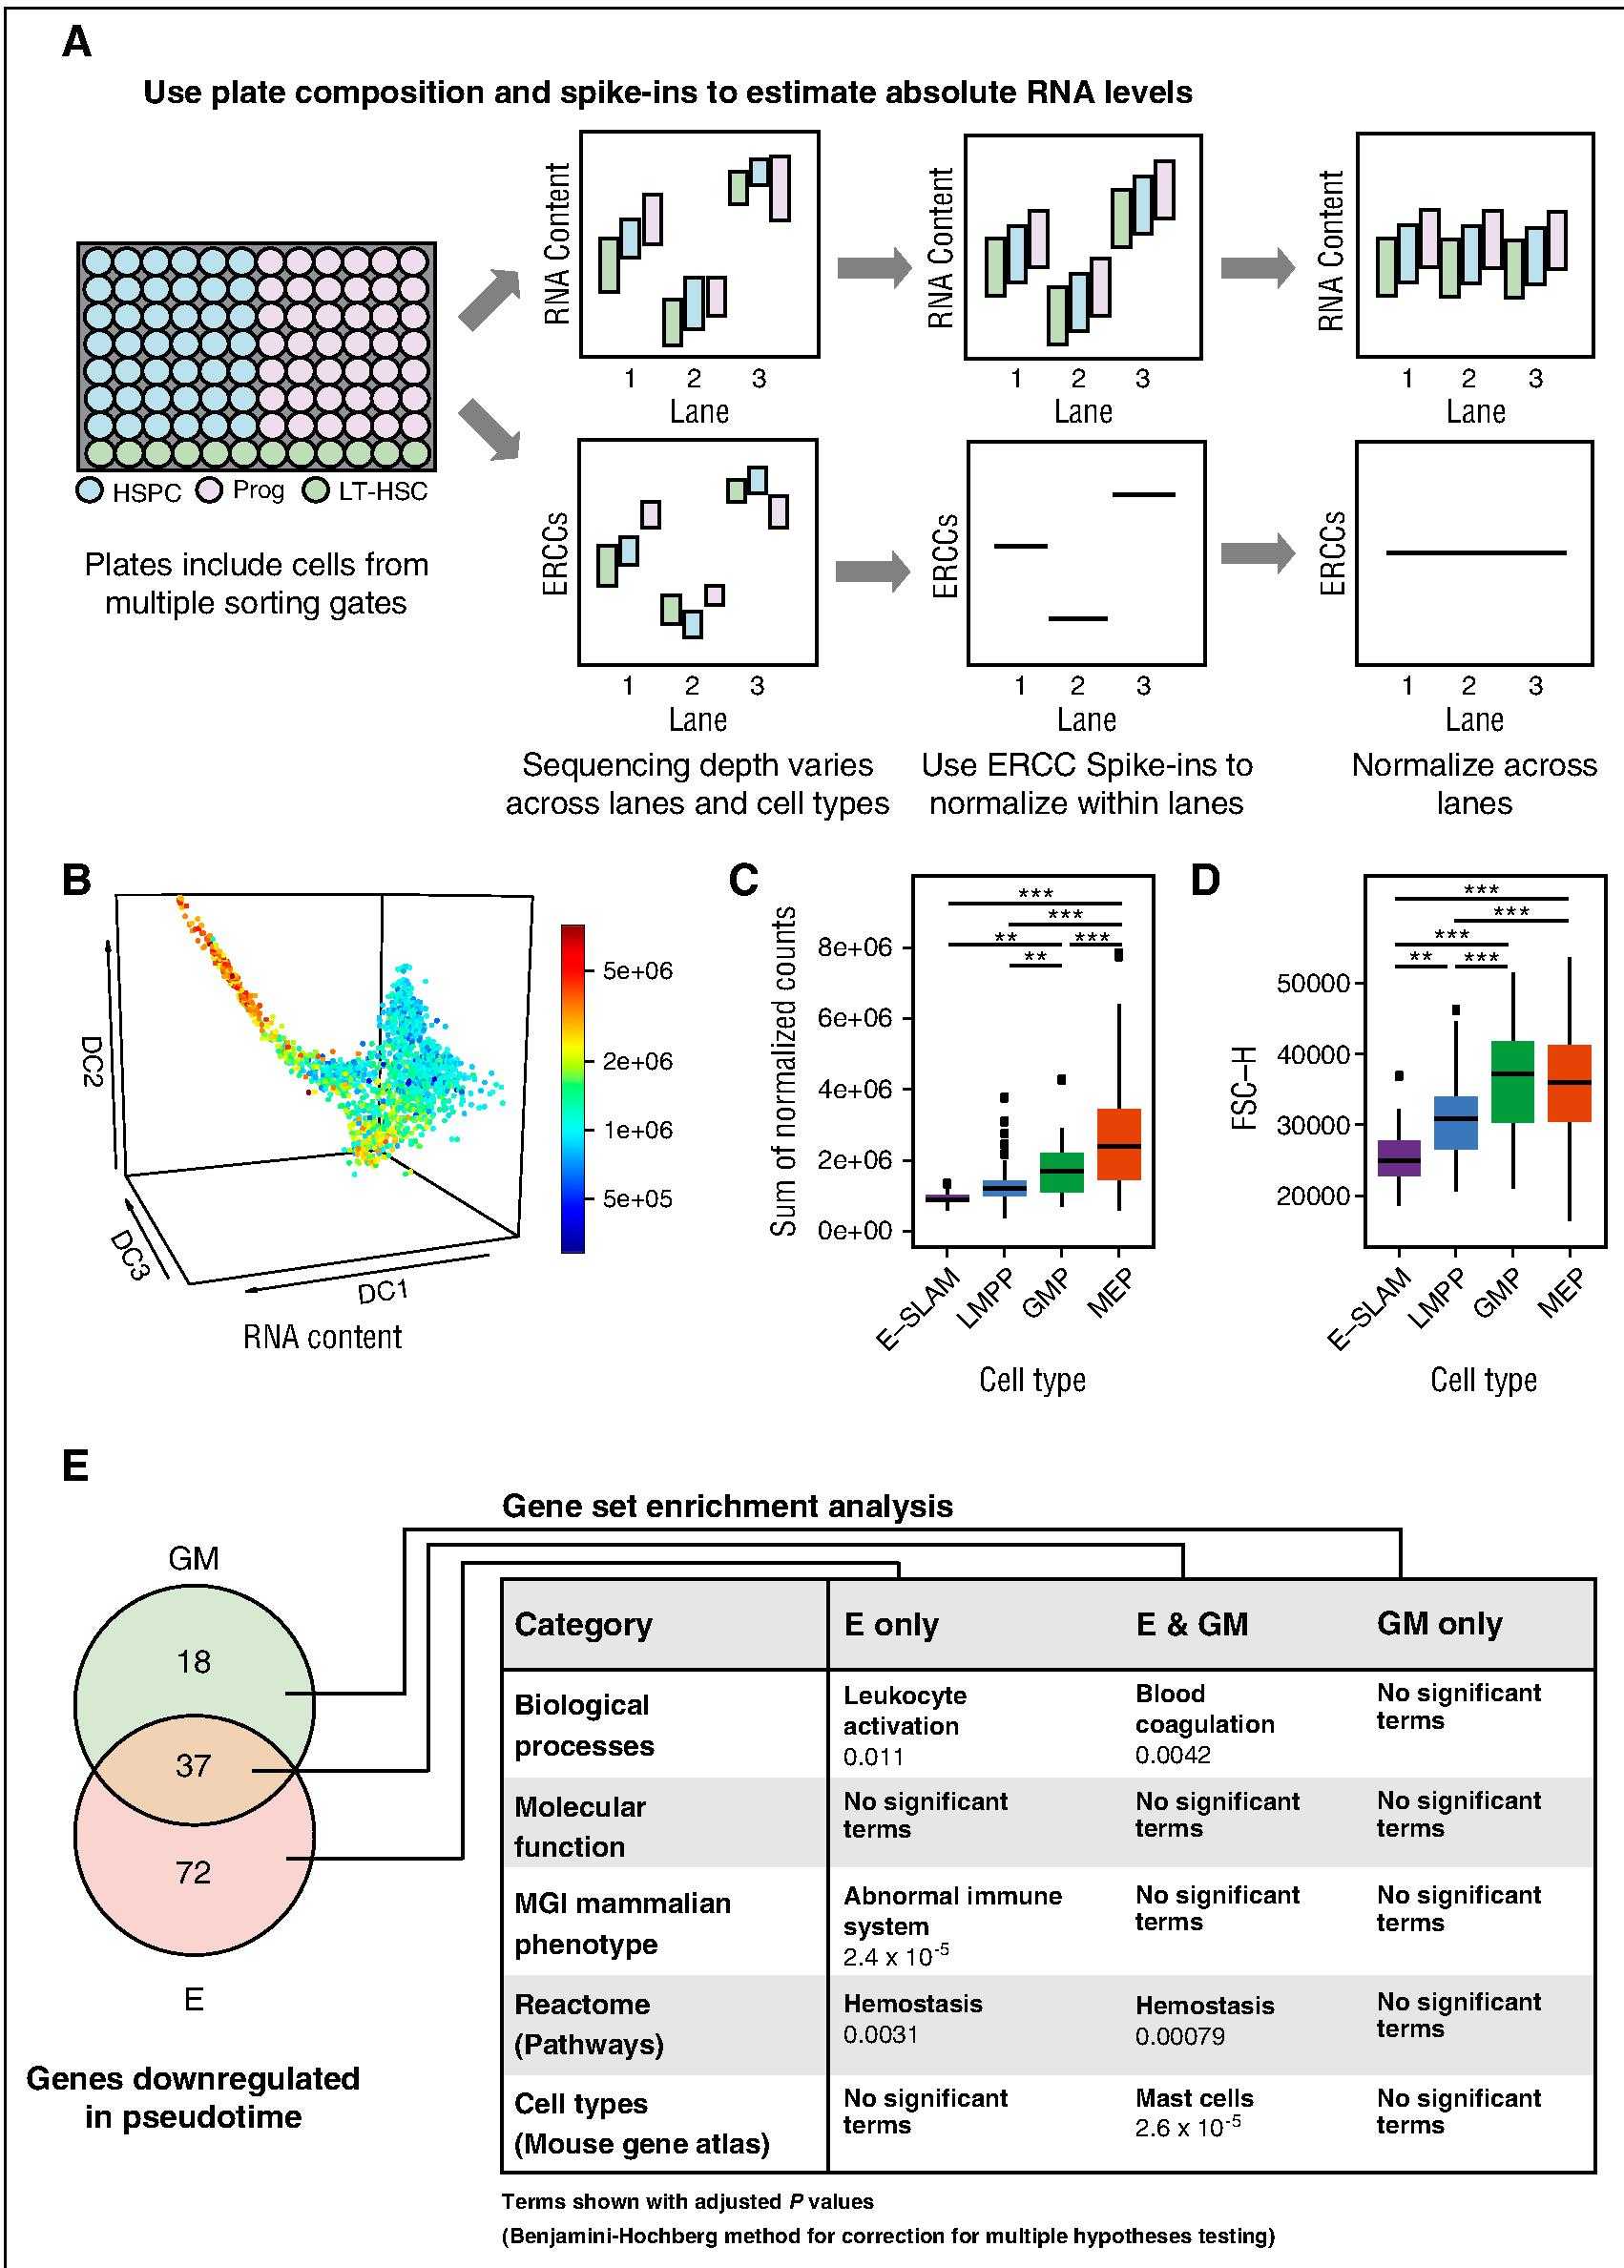 A
Use plate composition and spike-ins to estimate absolute RNA levels
HSPC Prog LT-HSC
Plates include cells from
multiple sorting gates
RNA Content
1 2 3
Lane
RNA Content
1 2 3
Lane
RNA Content
1 2 3
Lane
ERCCs
1 2 3
Lane
ERCCs
1 2 3
Lane
ERCCs
1 2 3
Lane
Sequencing depth varies
across lanes and cell types
Use ERCC Spike-ins to
normalize within lanes
Normalize across
lanes
B
DC2
DC3
DC1
RNA content
5e+06
2e+06
1e+06
5e+05
C
Sum of normalized counts
8e+06
6e+06
4e+06
2e+06
0e+00
***
***
** ***
**
E–SLAM
LMPP
GMP
MEP
Cell type
D
FSC–H
50000
40000
30000
20000
***
***
***
** ***
E–SLAM
LMPP
GMP
MEP
Cell type
E
Gene set enrichment analysis
GM
18
37
72
E
Genes downregulated
in pseudotime
Category E only E & GM GM only
Biological
processes
Leukocyte
activation
0.011
Blood
coagulation
0.0042
No significant
terms
Molecular
function
No significant
terms
No significant
terms
No significant
terms
MGI mammalian
phenotype
Abnormal immune
system
2.4 x 10-5
No significant
terms
No significant
terms
Reactome
(Pathways)
Hemostasis
0.0031
Hemostasis
0.00079
No significant
terms
Cell types
(Mouse gene atlas)
No significant
terms
Mast cells
2.6 x 10-5
No significant
terms
Terms shown with adjusted P values
(Benjamini-Hochberg method for correction for multiple hypotheses testing)